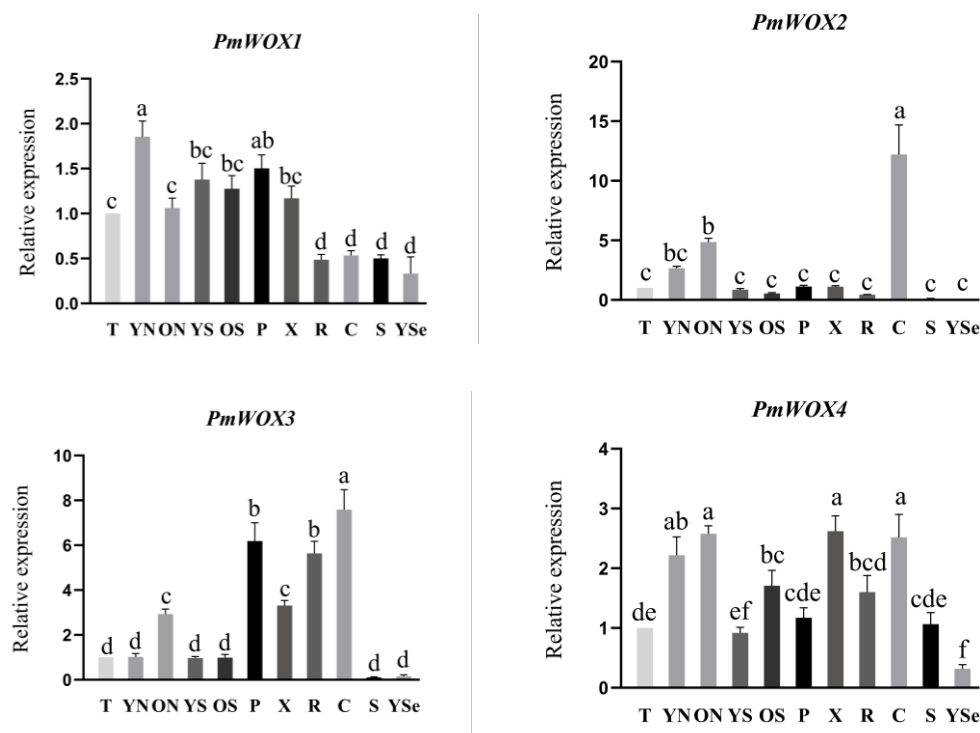 PmWOX1
Relative expression
2.5
2.0
1.5
1.0
0.5
0.0
c a c bc bc ab bc d d d d
T YN ON YS OS P X R C S YSe
PmWOX2
Relative expression
20
15
10
5
0
c bc b c c c c c a c c
T YN ON YS OS P X R C S YSe
PmWOX3
Relative expression
10
8
6
4
2
0
d d c d d b c b a d d
T YN ON YS OS P X R C S YSe
PmWOX4
Relative expression
4
3
2
1
0
de ab a ef bc cde a bcd a cde f
T YN ON YS OS P X R C S YSe